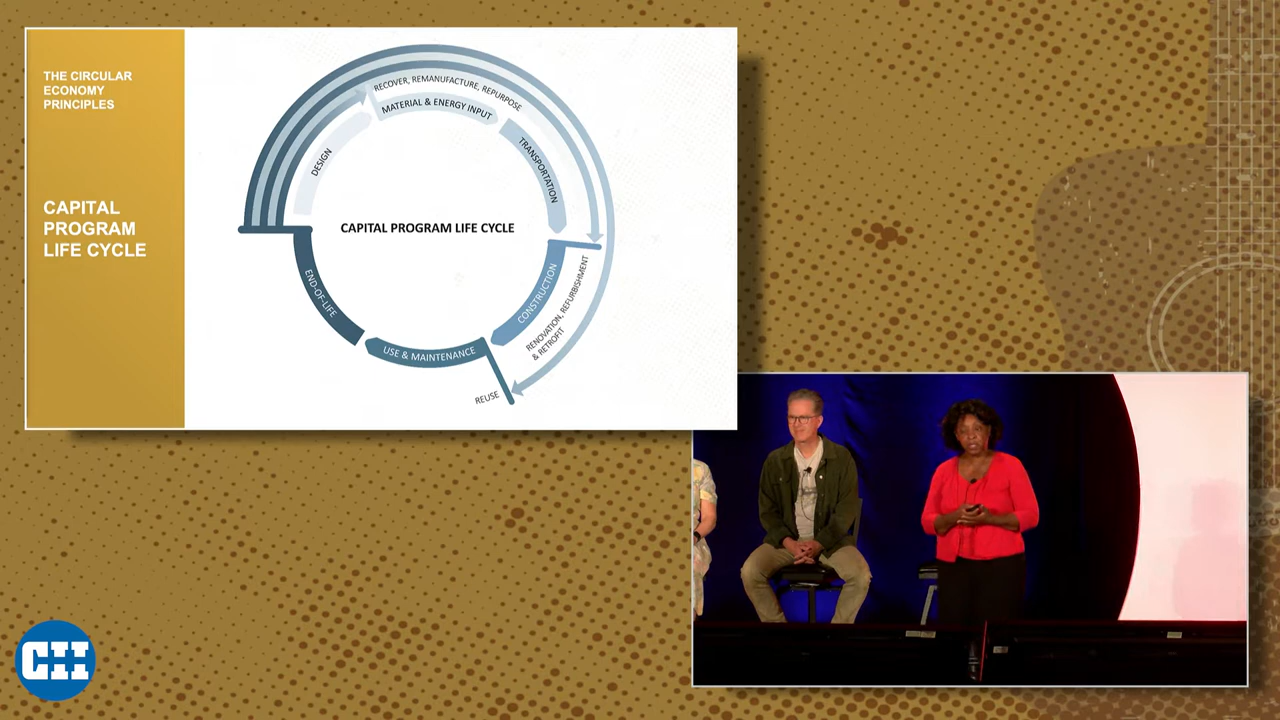 THE CIRCULAR
ECONOMY
PRINCIPLES
CAPITAL
PROGRAM
LIFE CYCLE
RECOVER, REMANUFACTURE, REPURPOSE
MATERIAL & ENERGY INPUT
TRANSPORTATION
DESIGN
CAPITAL PROGRAM LIFE CYCLE
CONSTRUCTION
RENOVATION, REFURBISHMENT
& RETROFIT
END-OF-LIFE
USE & MAINTENANCE
REUSE
CII